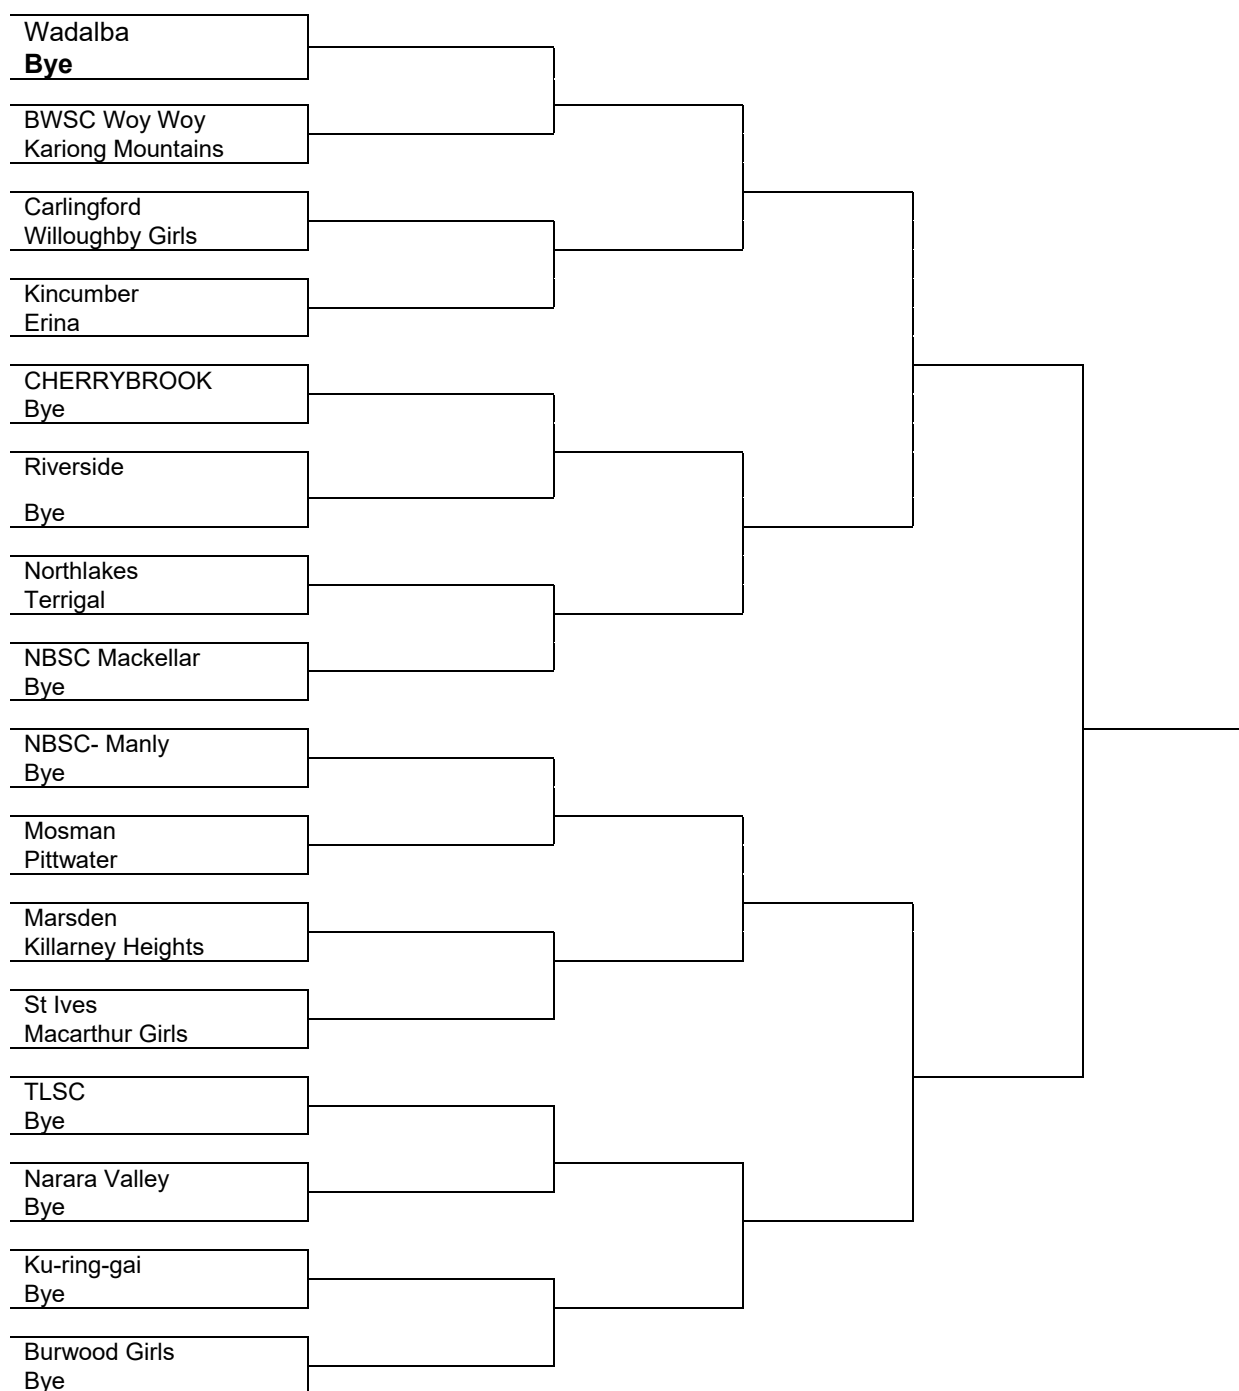 Wadalba
Bye
BWSC Woy Woy
Kariong Mountains
Carlingford
Willoughby Girls
Kincumber
Erina
CHERRYBROOK
Bye
Riverside
Bye
Northlakes
Terrigal
NBSC Mackellar
Bye
NBSC- Manly
Bye
Mosman
Pittwater
Marsden
Killarney Heights
St Ives
Macarthur Girls
TLSC
Bye
Narara Valley
Bye
Ku-ring-gai
Bye
Burwood Girls
Bye